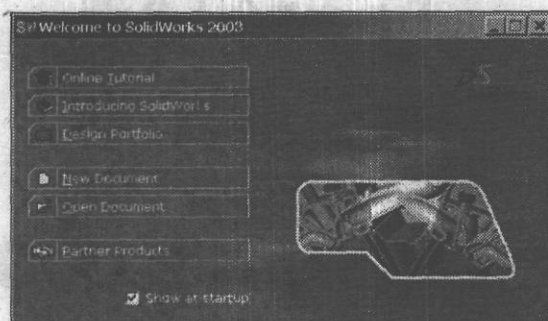 Welcome to SolidWorks 2003
Online Tutorial
Introducing SolidWorks
Design Portfolio
New Document
Open Document
Partner Products
Show at startup